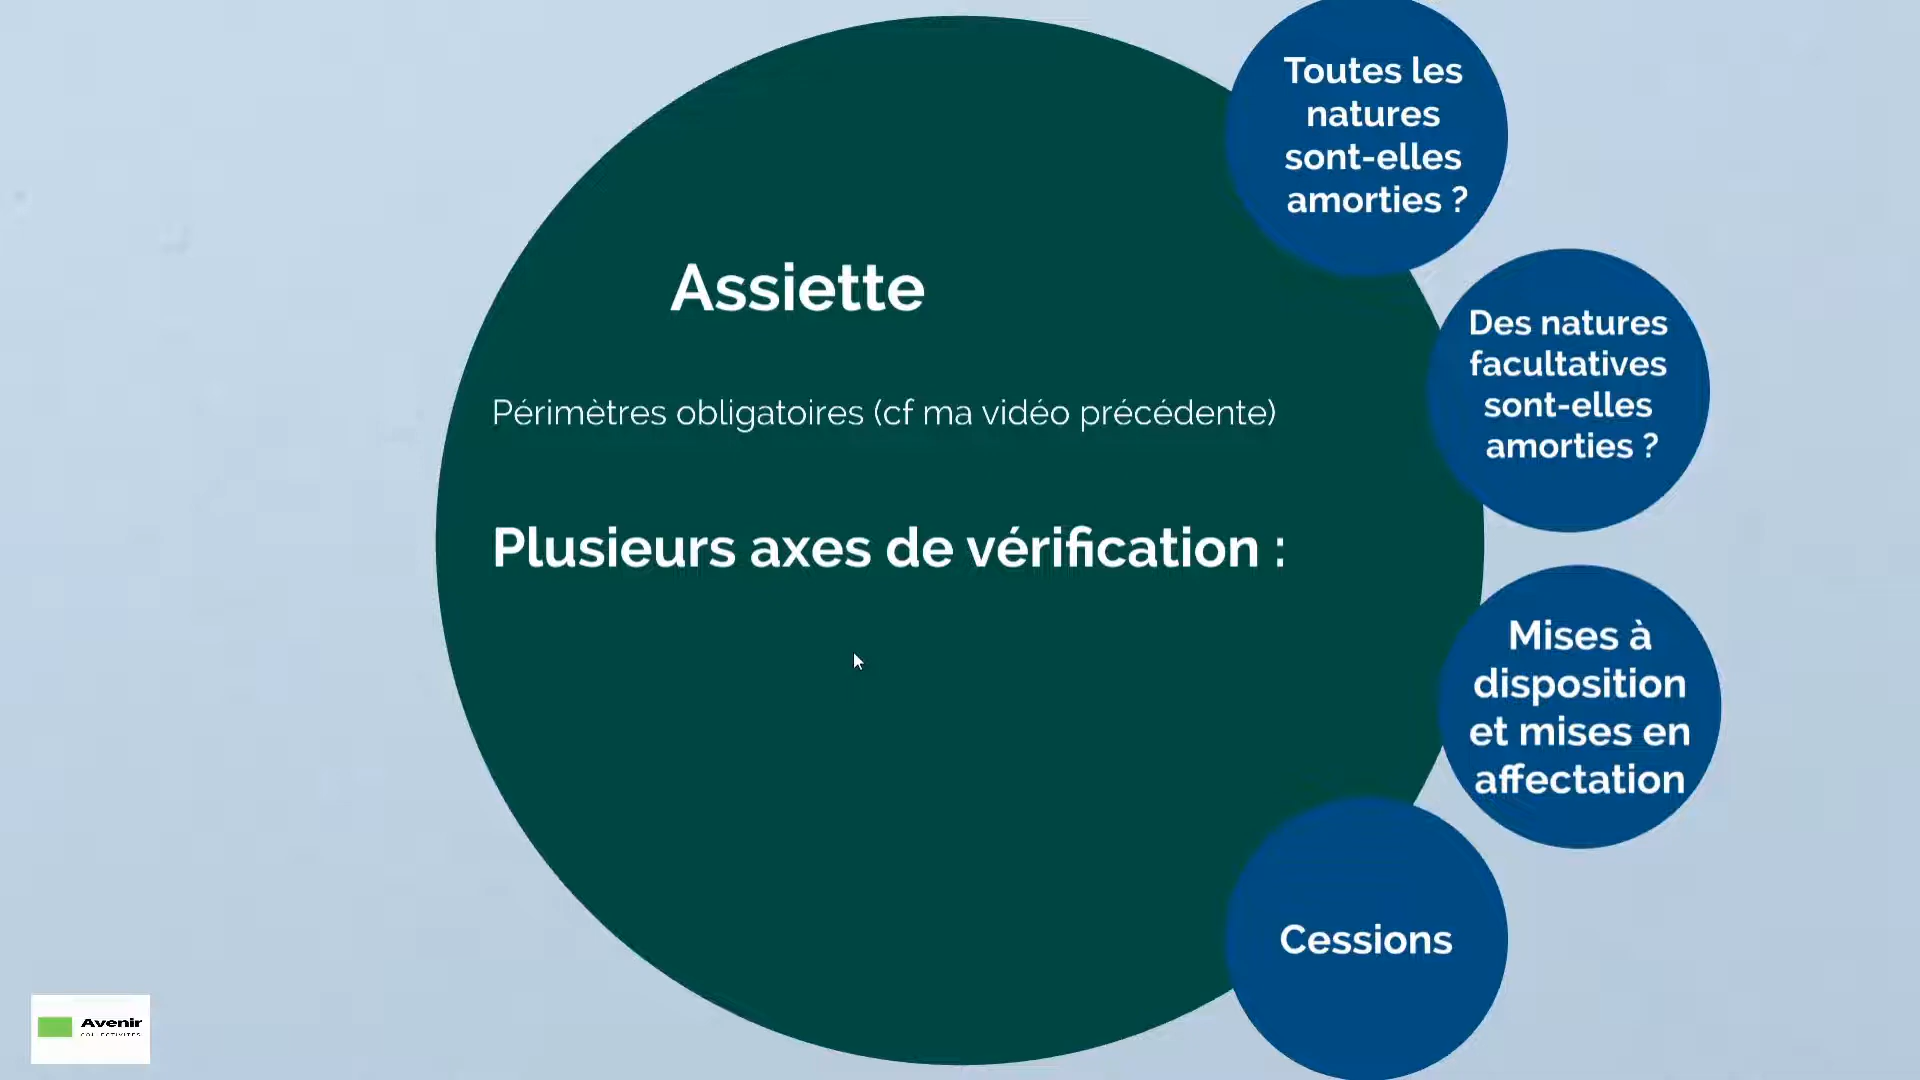 Assiette
Périmètres obligatoires (cf ma vidéo précédente)
Plusieurs axes de vérification :
Toutes les
natures
sont-elles
amorties ?
Des natures
facultatives
sont-elles
amorties ?
Mises à
disposition
et mises en
affectation
Cessions
Avenir
COLLECTIVITES